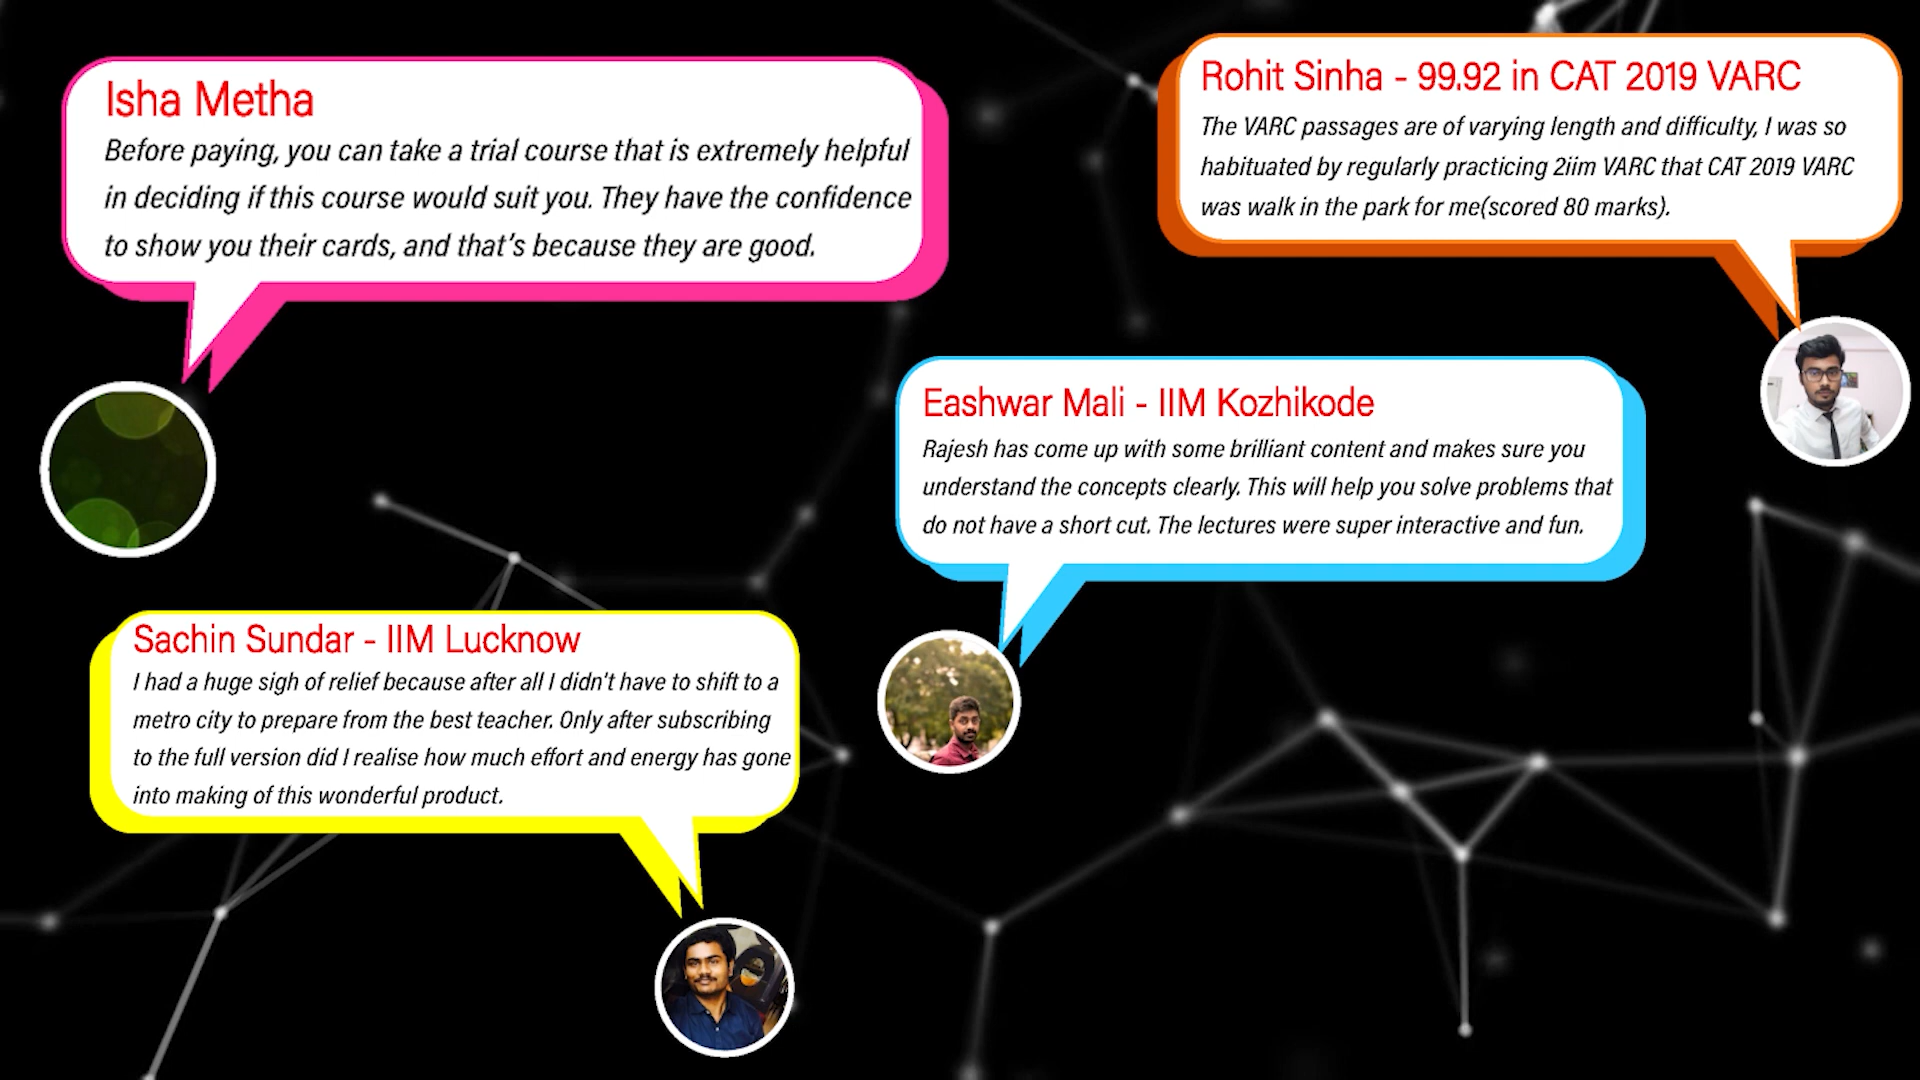 Isha Metha
Before paying, you can take a trial course that is extremely helpful
in deciding if this course would suit you. They have the confidence
to show you their cards, and that's because they are good.
Rohit Sinha - 99.92 in CAT 2019 VARC
The VARC passages are of varying length and difficulty, I was so
habituated by regularly practicing 2iim VARC that CAT 2019 VARC
was walk in the park for me(scored 80 marks).
Eashwar Mali - IIM Kozhikode
Rajesh has come up with some brilliant content and makes sure you
understand the concepts clearly. This will help you solve problems that
do not have a short cut. The lectures were super interactive and fun.
Sachin Sundar - IIM Lucknow
I had a huge sigh of relief because after all I didn't have to shift to a
metro city to prepare from the best teacher. Only after subscribing
to the full version did I realise how much effort and energy has gone
into making of this wonderful product.